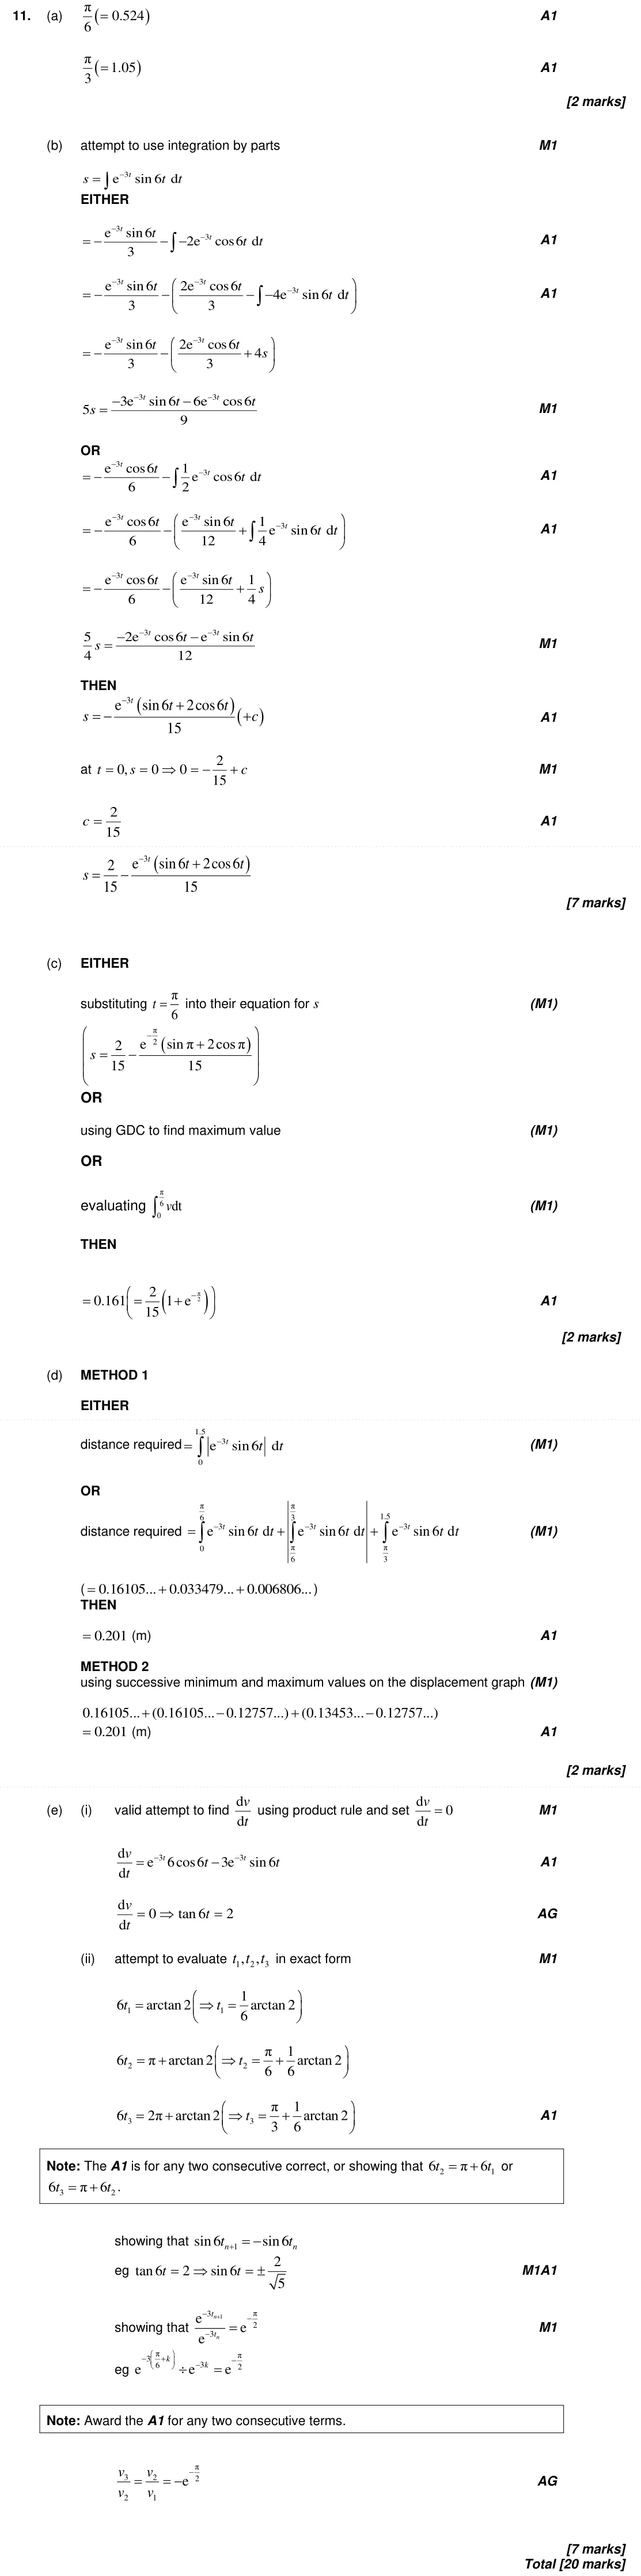 11. (a) π/6 (= 0.524) A1
π/3 (= 1.05) A1
[2 marks]
(b) attempt to use integration by parts M1
s = ∫ e^(−3t) sin 6t dt
EITHER
= −(e^(−3t) sin 6t)/3 − ∫ −2e^(−3t) cos 6t dt A1
= −(e^(−3t) sin 6t)/3 − ((2e^(−3t) cos 6t)/3 − ∫ −4e^(−3t) sin 6t dt) A1
= −(e^(−3t) sin 6t)/3 − ((2e^(−3t) cos 6t)/3 + 4s)
5s = (−3e^(−3t) sin 6t − 6e^(−3t) cos 6t)/9 M1
OR
= −(e^(−3t) cos 6t)/6 − ∫ 1/2 e^(−3t) cos 6t dt A1
= −(e^(−3t) cos 6t)/6 − ((e^(−3t) sin 6t)/12 + ∫ 1/4 e^(−3t) sin 6t dt) A1
= −(e^(−3t) cos 6t)/6 − ((e^(−3t) sin 6t)/12 + 1/4 s)
5/4 s = (−2e^(−3t) cos 6t − e^(−3t) sin 6t)/12 M1
THEN
s = −(e^(−3t)(sin 6t + 2cos 6t))/15 (+c) A1
at t = 0, s = 0 ⇒ 0 = −2/15 + c M1
c = 2/15 A1
s = 2/15 − (e^(−3t)(sin 6t + 2cos 6t))/15
[7 marks]
(c) EITHER
substituting t = π/6 into their equation for s (M1)
(s = 2/15 − (e^(−π/2)(sin π + 2cos π))/15)
OR
using GDC to find maximum value (M1)
OR
evaluating ∫_0^(π/6) vdt (M1)
THEN
= 0.161(= 2/15 (1 + e^(−π/2))) A1
[2 marks]
(d) METHOD 1
EITHER
distance required = ∫_0^1.5 |e^(−3t) sin 6t| dt (M1)
OR
distance required = ∫_0^(π/6) e^(−3t) sin 6t dt + |∫_(π/6)^(π/3) e^(−3t) sin 6t dt| + ∫_(π/3)^1.5 e^(−3t) sin 6t dt (M1)
(= 0.16105... + 0.033479... + 0.006806...)
THEN
= 0.201 (m) A1
METHOD 2
using successive minimum and maximum values on the displacement graph (M1)
0.16105... + (0.16105... − 0.12757...) + (0.13453... − 0.12757...)
= 0.201 (m) A1
[2 marks]
(e) (i) valid attempt to find dv/dt using product rule and set dv/dt = 0 M1
dv/dt = e^(−3t) 6cos 6t − 3e^(−3t) sin 6t A1
dv/dt = 0 ⇒ tan 6t = 2 AG
(ii) attempt to evaluate t₁, t₂, t₃ in exact form M1
6t₁ = arctan 2 (⇒ t₁ = 1/6 arctan 2)
6t₂ = π + arctan 2 (⇒ t₂ = π/6 + 1/6 arctan 2)
6t₃ = 2π + arctan 2 (⇒ t₃ = π/3 + 1/6 arctan 2) A1
Note: The A1 is for any two consecutive correct, or showing that 6t₂ = π + 6t₁ or
6t₃ = π + 6t₂.
showing that sin 6tₙ₊₁ = −sin 6tₙ
eg tan 6t = 2 ⇒ sin 6t = ± 2/√5 M1A1
showing that e^(−3tₙ₊₁)/e^(−3tₙ) = e^(−π/2) M1
eg e^(−3(π/6 + k)) ÷ e^(−3k) = e^(−π/2)
Note: Award the A1 for any two consecutive terms.
v₃/v₂ = v₂/v₁ = −e^(−π/2) AG
[7 marks]
Total [20 marks]